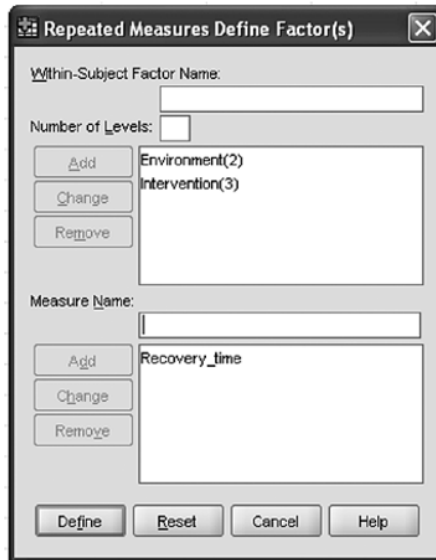 Repeated Measures Define Factor(s)
Within-Subject Factor Name:
Number of Levels:
Add
Change
Remove
Environment(2)
Intervention(3)
Measure Name:
Add
Change
Remove
Recovery_time
Define Reset Cancel Help